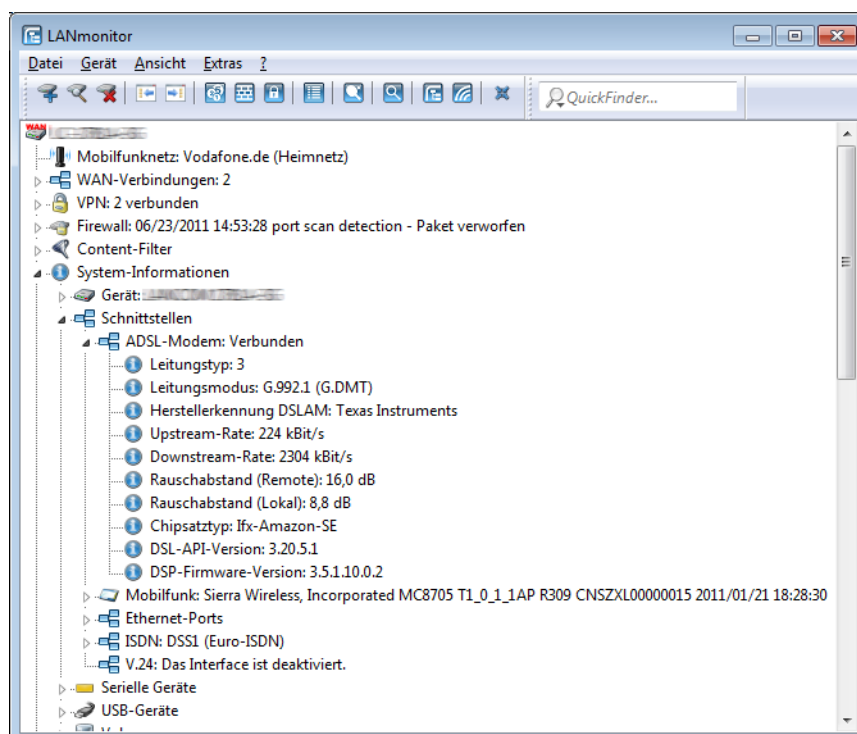 LANmonitor
Datei Gerät Ansicht Extras ?
QuickFinder...
WAN
Mobilfunknetz: Vodafone.de (Heimnetz)
WAN-Verbindungen: 2
VPN: 2 verbunden
Firewall: 06/23/2011 14:53:28 port scan detection - Paket verworfen
Content-Filter
System-Informationen
Gerät:
Schnittstellen
ADSL-Modem: Verbunden
Leitungstyp: 3
Leitungsmodus: G.992.1 (G.DMT)
Herstellerkennung DSLAM: Texas Instruments
Upstream-Rate: 224 kBit/s
Downstream-Rate: 2304 kBit/s
Rauschabstand (Remote): 16,0 dB
Rauschabstand (Lokal): 8,8 dB
Chipsatztyp: Ifx-Amazon-SE
DSL-API-Version: 3.20.5.1
DSP-Firmware-Version: 3.5.1.10.0.2
Mobilfunk: Sierra Wireless, Incorporated MC8705 T1_0_1_1AP R309 CNSZXL00000015 2011/01/21 18:28:30
Ethernet-Ports
ISDN: DSS1 (Euro-ISDN)
V.24: Das Interface ist deaktiviert.
Serielle Geräte
USB-Geräte